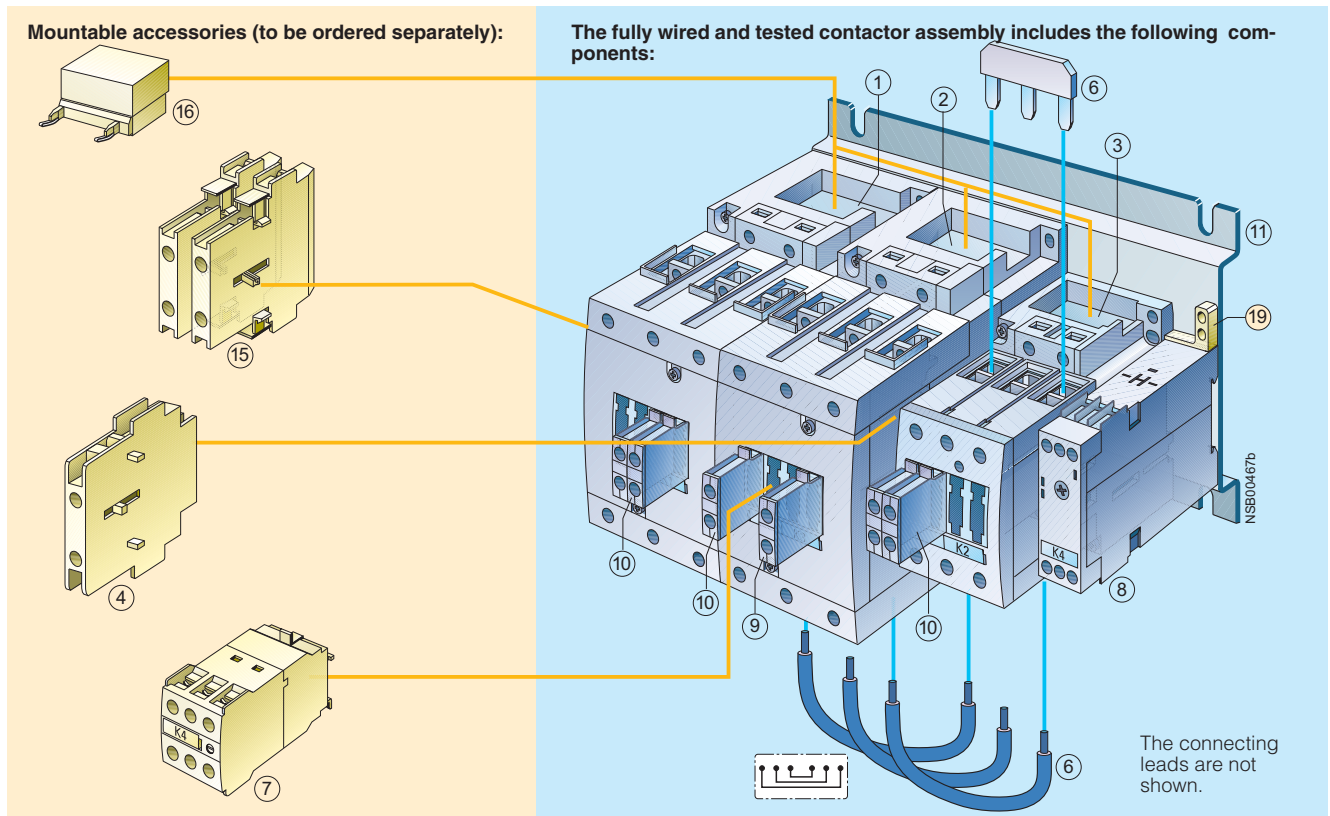 Mountable accessories (to be ordered separately):
The fully wired and tested contactor assembly includes the following com-
ponents:
16
1
2
6
3
11
15
19
4
K2
K4
10
10
9
10
8
NSB00467b
K4
7
6
The connecting
leads are not
shown.